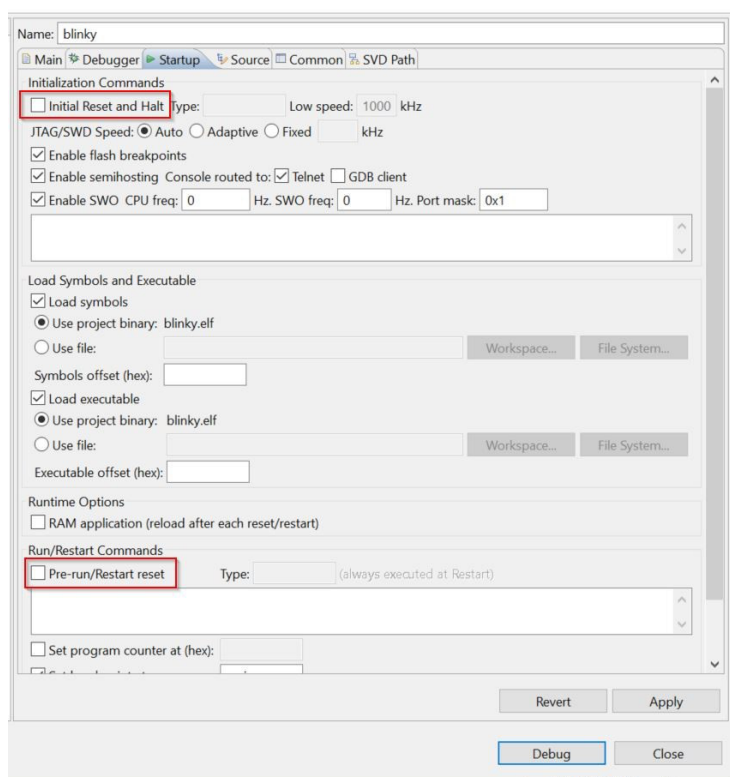 Name: blinky
Main Debugger Startup Source Common SVD Path
Initialization Commands
Initial Reset and Halt Type: Low speed: 1000 kHz
JTAG/SWD Speed: Auto Adaptive Fixed kHz
Enable flash breakpoints
Enable semihosting Console routed to: Telnet GDB client
Enable SWO CPU freq: 0 Hz. SWO freq: 0 Hz. Port mask: 0x1
Load Symbols and Executable
Load symbols
Use project binary: blinky.elf
Use file: Workspace... File System...
Symbols offset (hex):
Load executable
Use project binary: blinky.elf
Use file: Workspace... File System...
Executable offset (hex):
Runtime Options
RAM application (reload after each reset/restart)
Run/Restart Commands
Pre-run/Restart reset Type: (always executed at Restart)
Set program counter at (hex):
Revert Apply
Debug Close